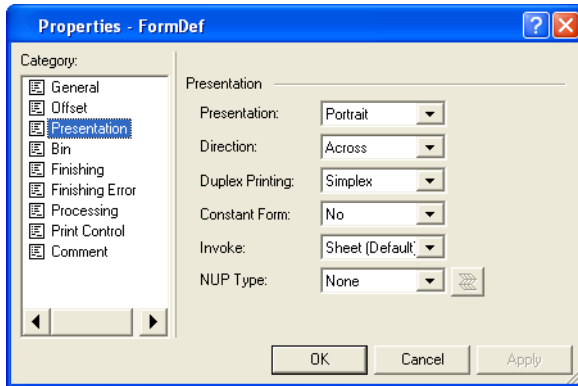 Properties - FormDef
Category:
General
Offset
Presentation
Bin
Finishing
Finishing Error
Processing
Print Control
Comment
Presentation
Presentation: Portrait
Direction: Across
Duplex Printing: Simplex
Constant Form: No
Invoke: Sheet (Default)
NUP Type: None
OK Cancel Apply